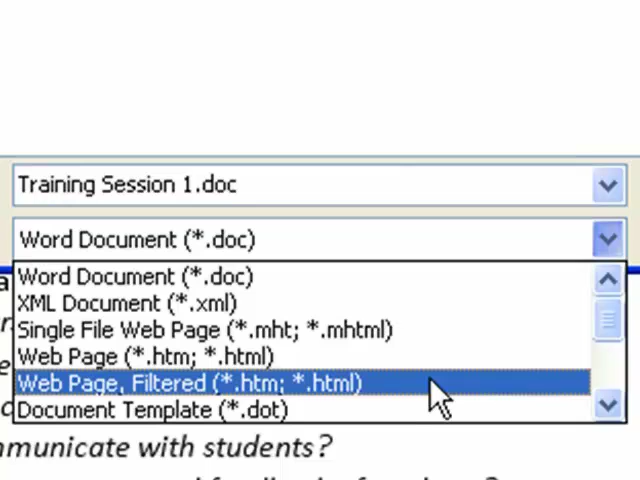 Training Session 1.doc
Word Document (*.doc)
Word Document (*.doc)
XML Document (*.xml)
Single File Web Page (*.mht; *.mhtml)
Web Page (*.htm; *.html)
Web Page, Filtered (*.htm; *.html)
Document Template (*.dot)
mmunicate with students?